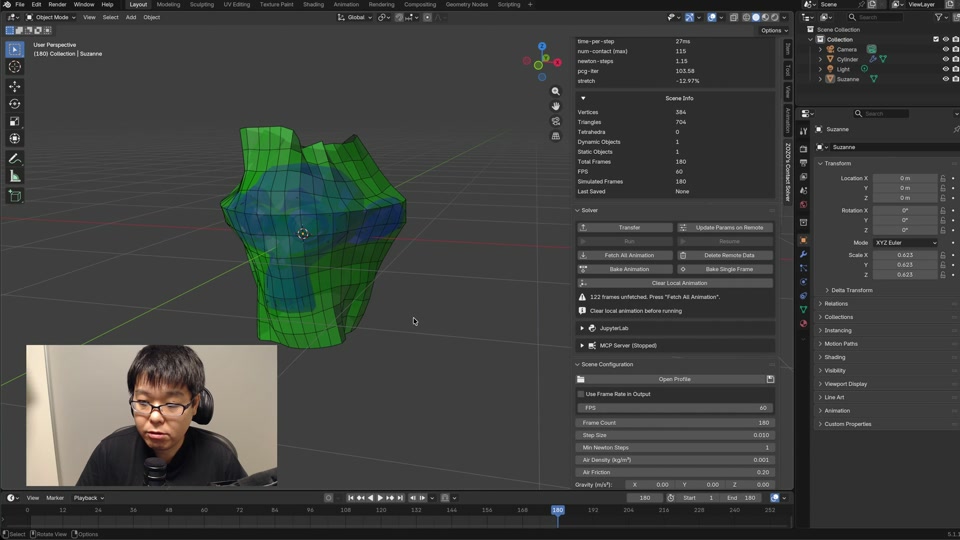 File Edit Render Window Help Layout Modeling Sculpting UV Editing Texture Paint Shading Animation Rendering Compositing Geometry Nodes Scripting Scene ViewLayer
Object Mode View Select Add Object Global
Options
User Perspective
(180) Collection | Suzanne
time-per-step 27ms
num-contact (max) 115
newton-steps 1.15
pcg-iter 103.58
stretch -12.97%
Scene Info
Vertices 384
Triangles 704
Tetrahedra 0
Dynamic Objects 1
Static Objects 1
Total Frames 180
FPS 60
Simulated Frames 180
Last Saved None
Solver
Transfer Update Params on Remote
Run Resume
Fetch All Animation Delete Remote Data
Bake Animation Bake Single Frame
Clear Local Animation
122 frames unfetched. Press "Fetch All Animation".
Clear local animation before running
JupyterLab
MCP Server (Stopped)
Scene Configuration
Open Profile
Use Frame Rate in Output
FPS 60
Frame Count 180
Step Size 0.010
Min Newton Steps 1
Air Density (kg/m³) 0.001
Air Friction 0.20
Gravity (m/s²) X 0.00 Y 0.00 Z 0.00
Item
Tool
View
Animation
ZOZO's Contact Solver
Search
Scene Collection
Collection
Camera
Cylinder
Light
Suzanne
Search
Suzanne
Suzanne
Transform
Location X 0 m
Y 0 m
Z 0 m
Rotation X 0°
Y 0°
Z 0°
Mode XYZ Euler
Scale X 0.623
Y 0.623
Z 0.623
Delta Transform
Relations
Collections
Instancing
Motion Paths
Shading
Visibility
Viewport Display
Line Art
Animation
Custom Properties
View Marker Playback 180 Start 1 End 180
0 12 24 36 48 60 72 84 96 108 120 132 144 156 168 180 192 204 216 228 240 252
Select Rotate View Options